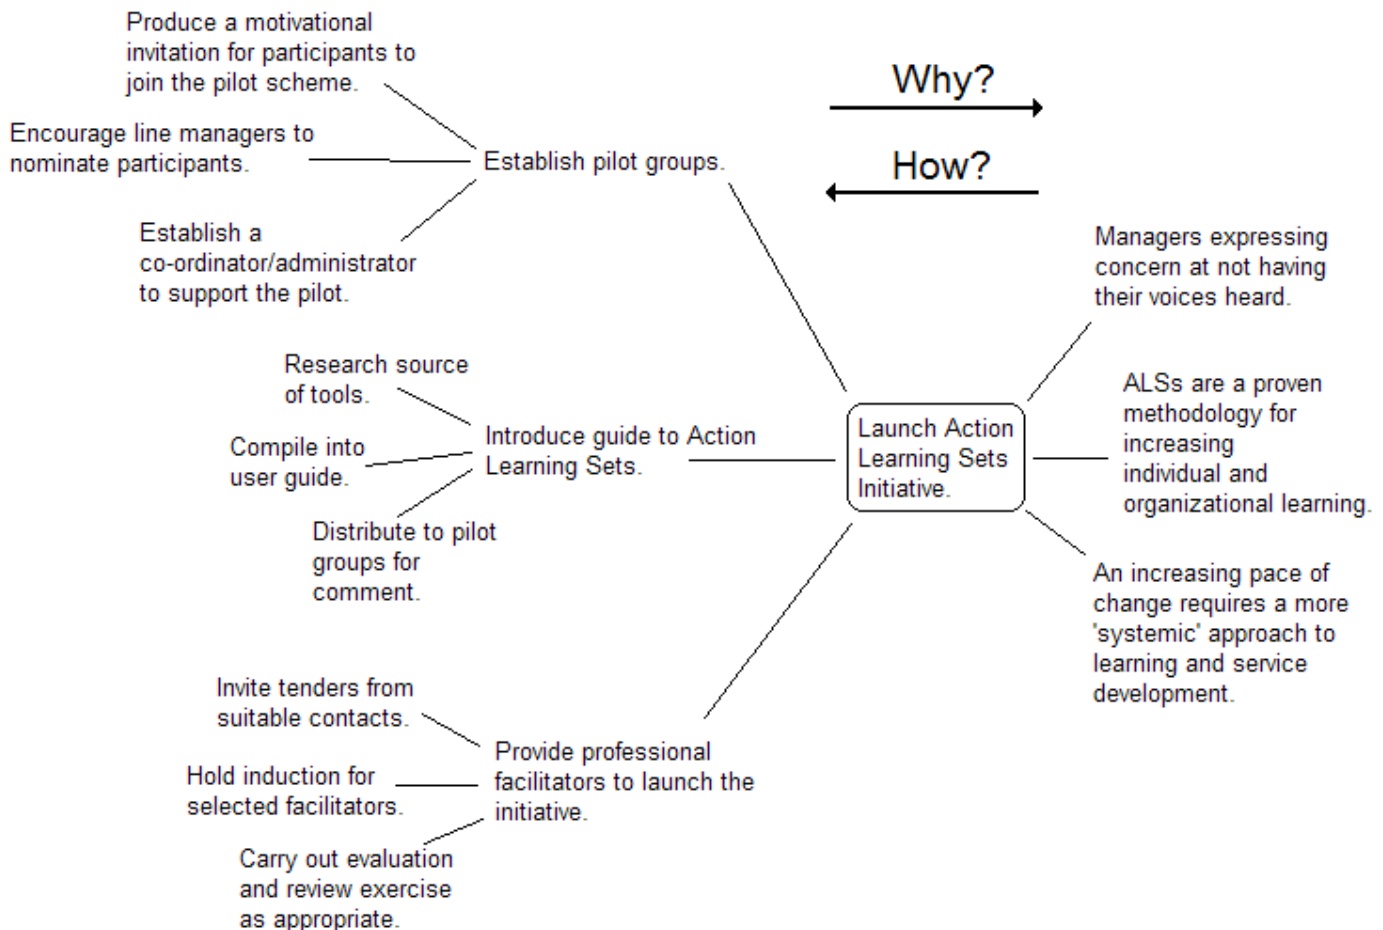 Produce a motivational
invitation for participants to
join the pilot scheme.
Encourage line managers to
nominate participants.
Establish pilot groups.
Establish a
co-ordinator/administrator
to support the pilot.
Why?
How?
Research source
of tools.
Compile into
user guide.
Introduce guide to Action
Learning Sets.
Distribute to pilot
groups for
comment.
Launch Action
Learning Sets
Initiative.
Managers expressing
concern at not having
their voices heard.
ALSs are a proven
methodology for
increasing
individual and
organizational learning.
An increasing pace of
change requires a more
'systemic' approach to
learning and service
development.
Invite tenders from
suitable contacts.
Hold induction for
selected facilitators.
Provide professional
facilitators to launch the
initiative.
Carry out evaluation
and review exercise
as appropriate.